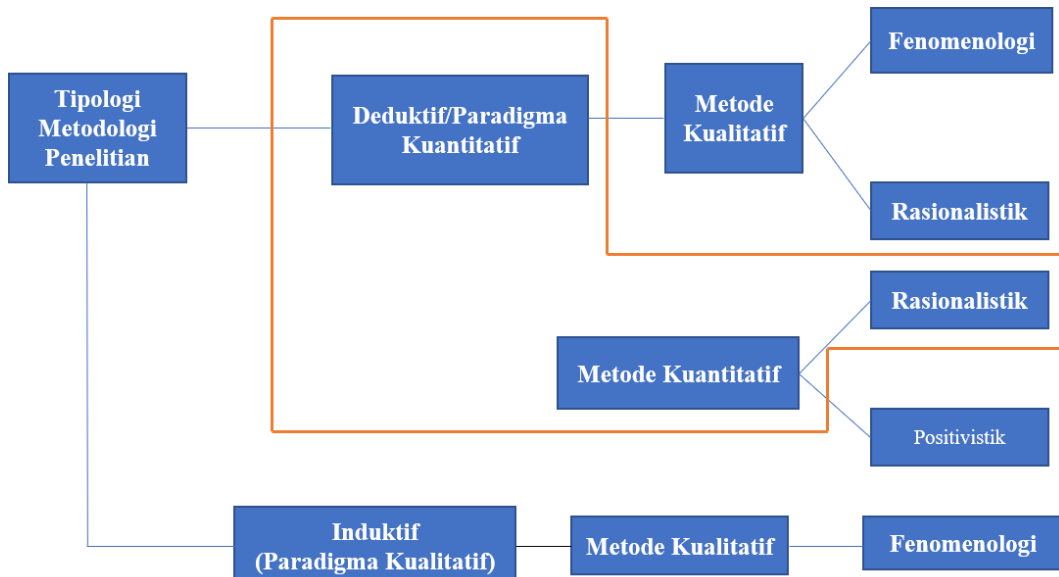 Tipologi
Metodologi
Penelitian
Deduktif/Paradigma
Kuantitatif
Metode
Kualitatif
Fenomenologi
Rasionalistik
Metode Kuantitatif
Rasionalistik
Positivistik
Induktif
(Paradigma Kualitatif)
Metode Kualitatif
Fenomenologi